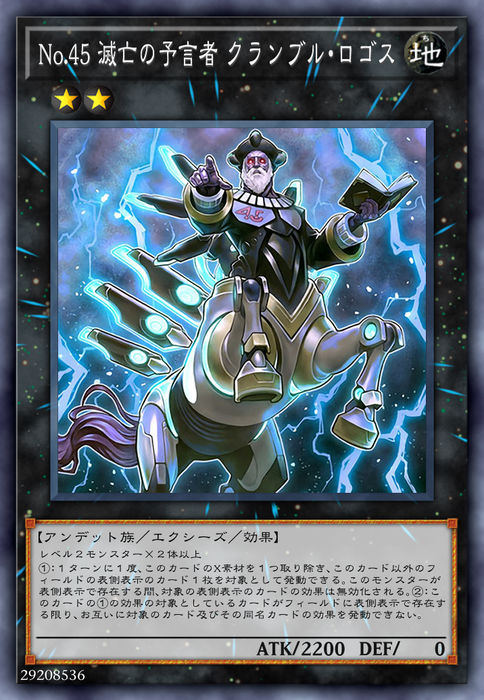 No.45 滅亡の予言者 クランブル・ロゴス
ち
地
45
【アンデット族／エクシーズ／効果】
レベル２モンスター×２体以上
①：１ターンに１度、このカードのX素材を１つ取り除き、このカード以外のフィ
ールドの表側表示のカード１枚を対象として発動できる。このモンスターが
表側表示で存在する間、対象の表側表示のカードの効果は無効化される。②：こ
のカードの①の効果の対象としているカードがフィールドに表側表示で存在す
る限り、お互いに対象のカード及びその同名カードの効果を発動できない。
ATK/2200 DEF/ 0
29208536